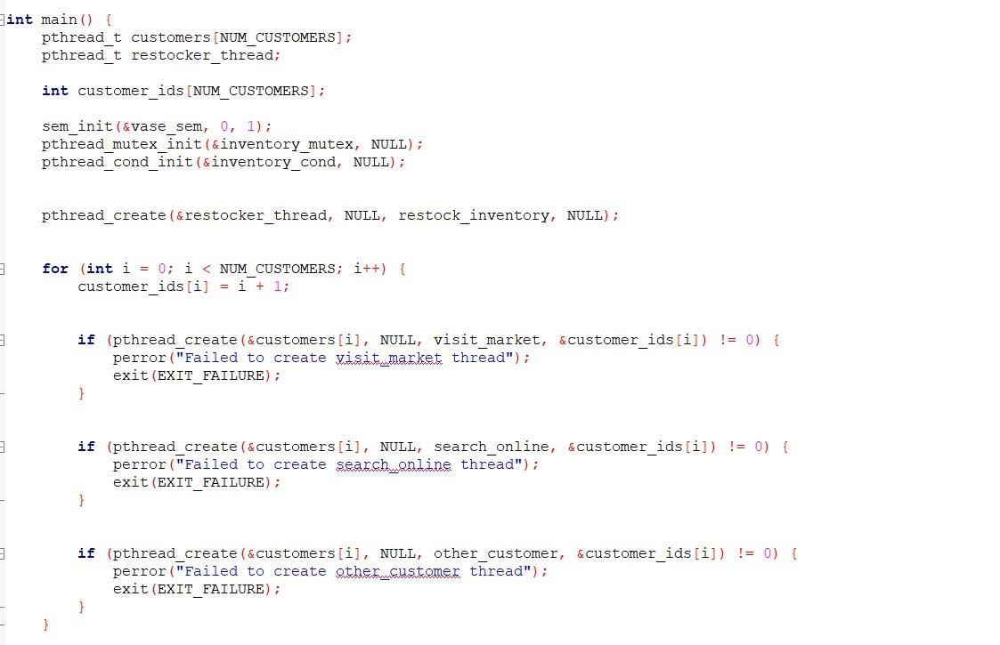 int main() {
    pthread_t customers[NUM_CUSTOMERS];
    pthread_t restocker_thread;
    int customer_ids[NUM_CUSTOMERS];
    sem_init(&vase_sem, 0, 1);
    pthread_mutex_init(&inventory_mutex, NULL);
    pthread_cond_init(&inventory_cond, NULL);
    pthread_create(&restocker_thread, NULL, restock_inventory, NULL);
    for (int i = 0; i < NUM_CUSTOMERS; i++) {
        customer_ids[i] = i + 1;
        if (pthread_create(&customers[i], NULL, visit_market, &customer_ids[i]) != 0) {
            perror("Failed to create visit_market thread");
            exit(EXIT_FAILURE);
        }
        if (pthread_create(&customers[i], NULL, search_online, &customer_ids[i]) != 0) {
            perror("Failed to create search_online thread");
            exit(EXIT_FAILURE);
        }
        if (pthread_create(&customers[i], NULL, other_customer, &customer_ids[i]) != 0) {
            perror("Failed to create other_customer thread");
            exit(EXIT_FAILURE);
        }
    }